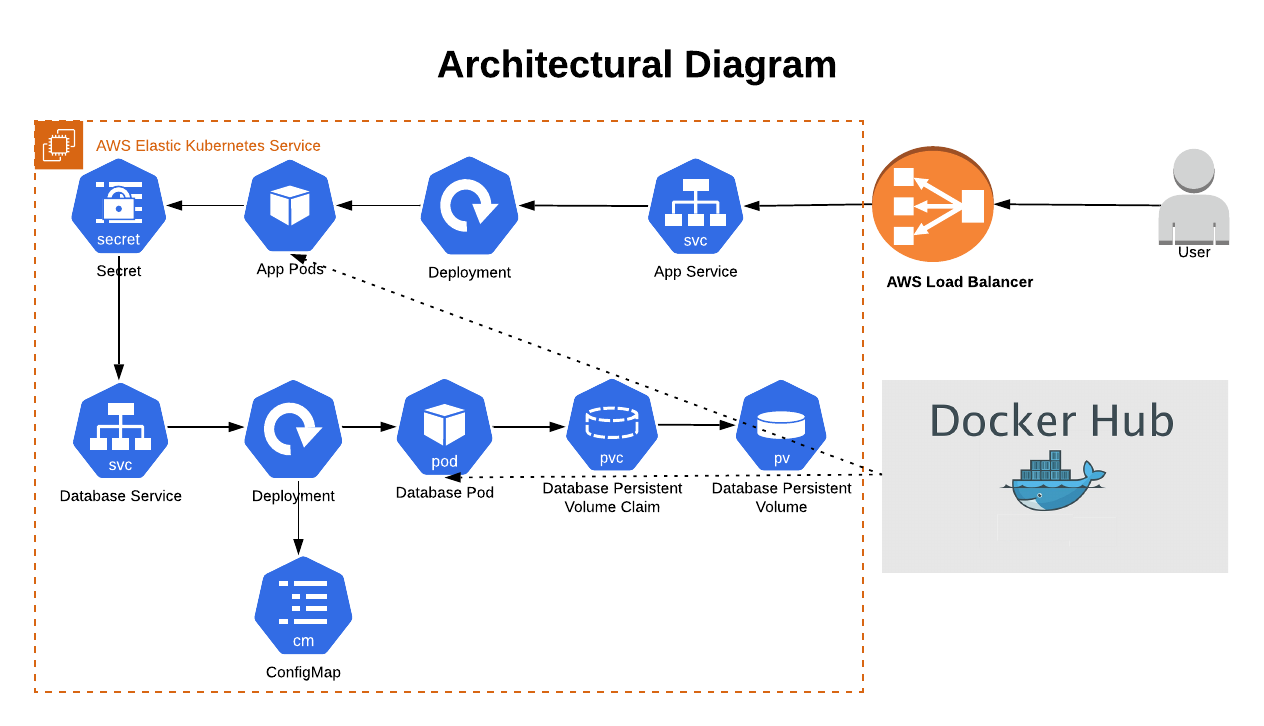 Architectural Diagram
AWS Elastic Kubernetes Service
secret
Secret
App Pods
Deployment
svc
App Service
AWS Load Balancer
User
svc
Database Service
Deployment
pod
Database Pod
pvc
Database Persistent
Volume Claim
pv
Database Persistent
Volume
Docker Hub
cm
ConfigMap